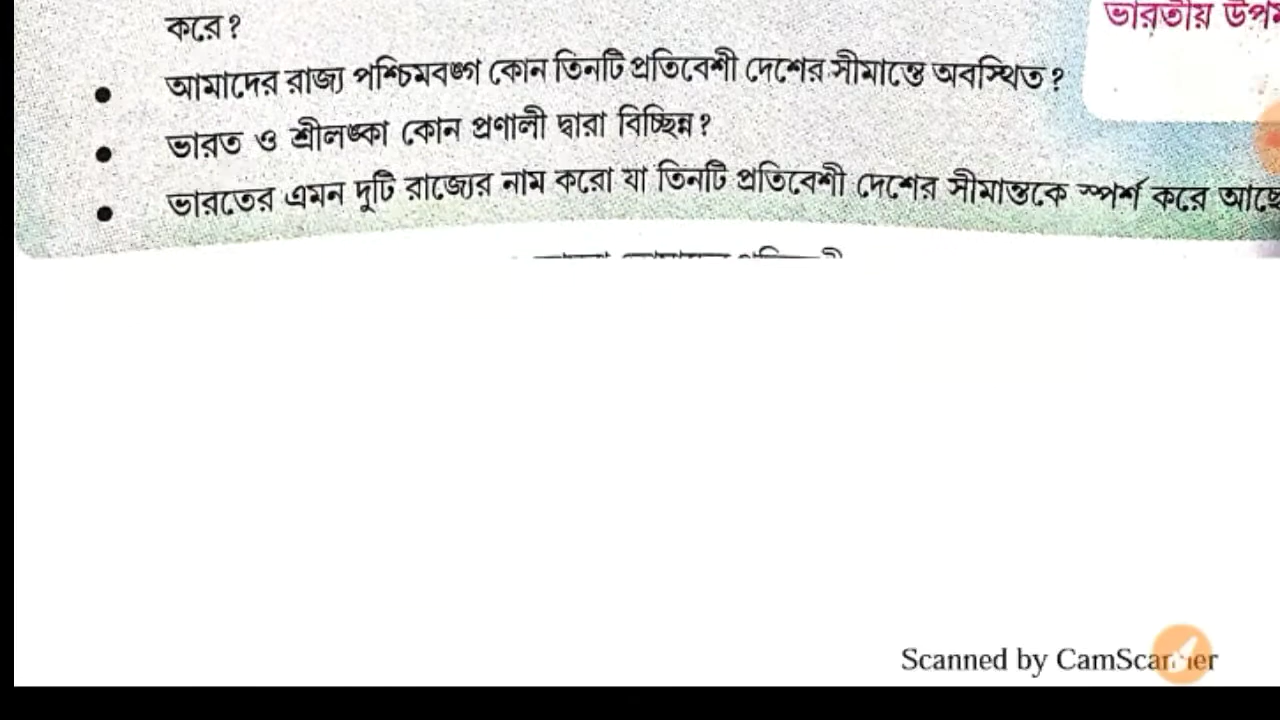 করে?
ভারতীয় উপ
আমাদের রাজ্য পশ্চিমবঙ্গ কোন তিনটি প্রতিবেশী দেশের সীমান্তে অবস্থিত?
ভারত ও শ্রীলঙ্কা কোন প্রণালী দ্বারা বিচ্ছিন্ন?
ভারতের এমন দুটি রাজ্যের নাম করো যা তিনটি প্রতিবেশী দেশের সীমান্তকে স্পর্শ করে আছে
Scanned by CamScanner